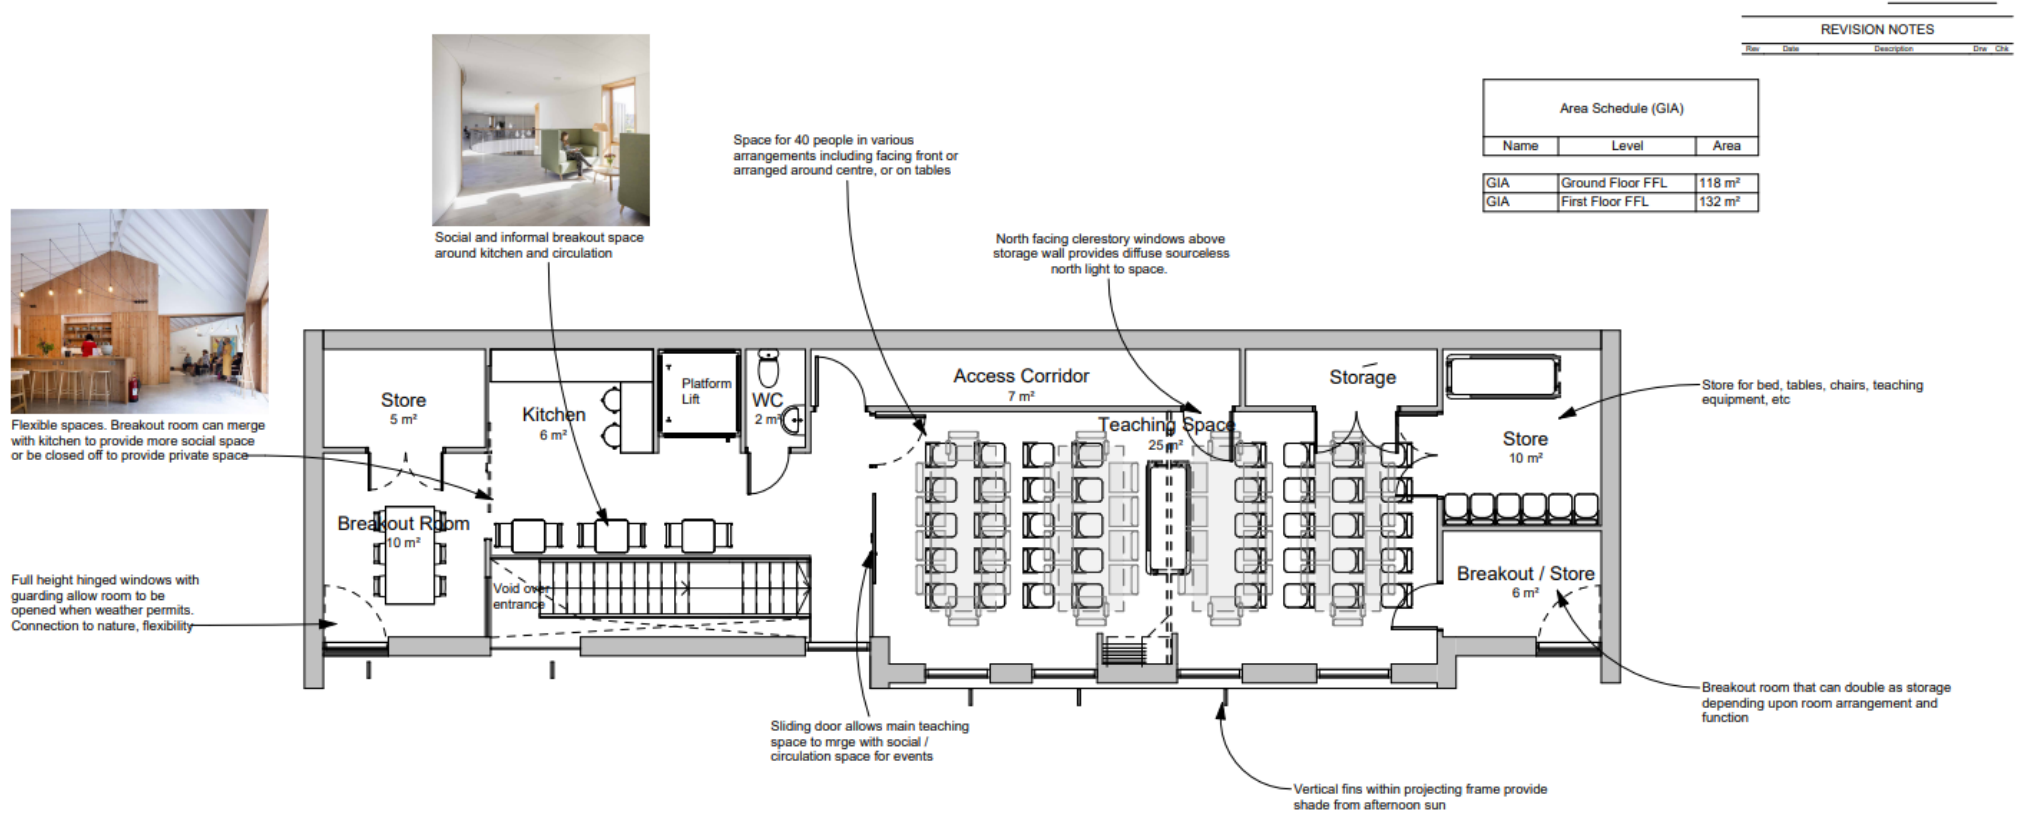 REVISION NOTES
Rev Date Description Drw Chk
Area Schedule (GIA)
Name Level Area
GIA Ground Floor FFL 118 m²
GIA First Floor FFL 132 m²
Space for 40 people in various
arrangements including facing front or
arranged around centre, or on tables
Social and informal breakout space
around kitchen and circulation
North facing clerestory windows above
storage wall provides diffuse sourceless
north light to space.
Flexible spaces. Breakout room can merge
with kitchen to provide more social space
or be closed off to provide private space
Store for bed, tables, chairs, teaching
equipment, etc
Store
5 m²
Kitchen
6 m²
Platform
Lift
WC
2 m²
Access Corridor
7 m²
Teaching Space
25 m²
Storage
Store
10 m²
Breakout Room
10 m²
Void over
entrance
Breakout / Store
6 m²
Full height hinged windows with
guarding allow room to be
opened when weather permits.
Connection to nature, flexibility
Sliding door allows main teaching
space to mrge with social /
circulation space for events
Breakout room that can double as storage
depending upon room arrangement and
function
Vertical fins within projecting frame provide
shade from afternoon sun